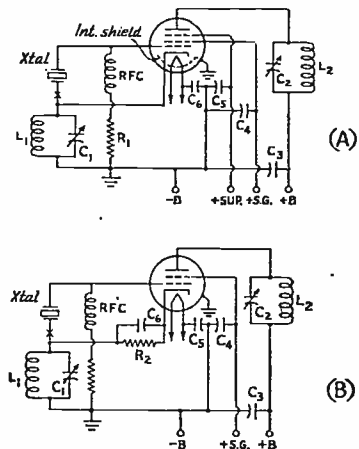 Int. shield
Xtal
RFC
L1
C1
R1
C6
C5
C4
C2
L2
C3
(A)
-B
+SUP.
+S.G.
+B
Xtal
RFC
C6
R2
C5
C4
L1
C1
C2
L2
C3
(B)
-B
+S.G.
+B